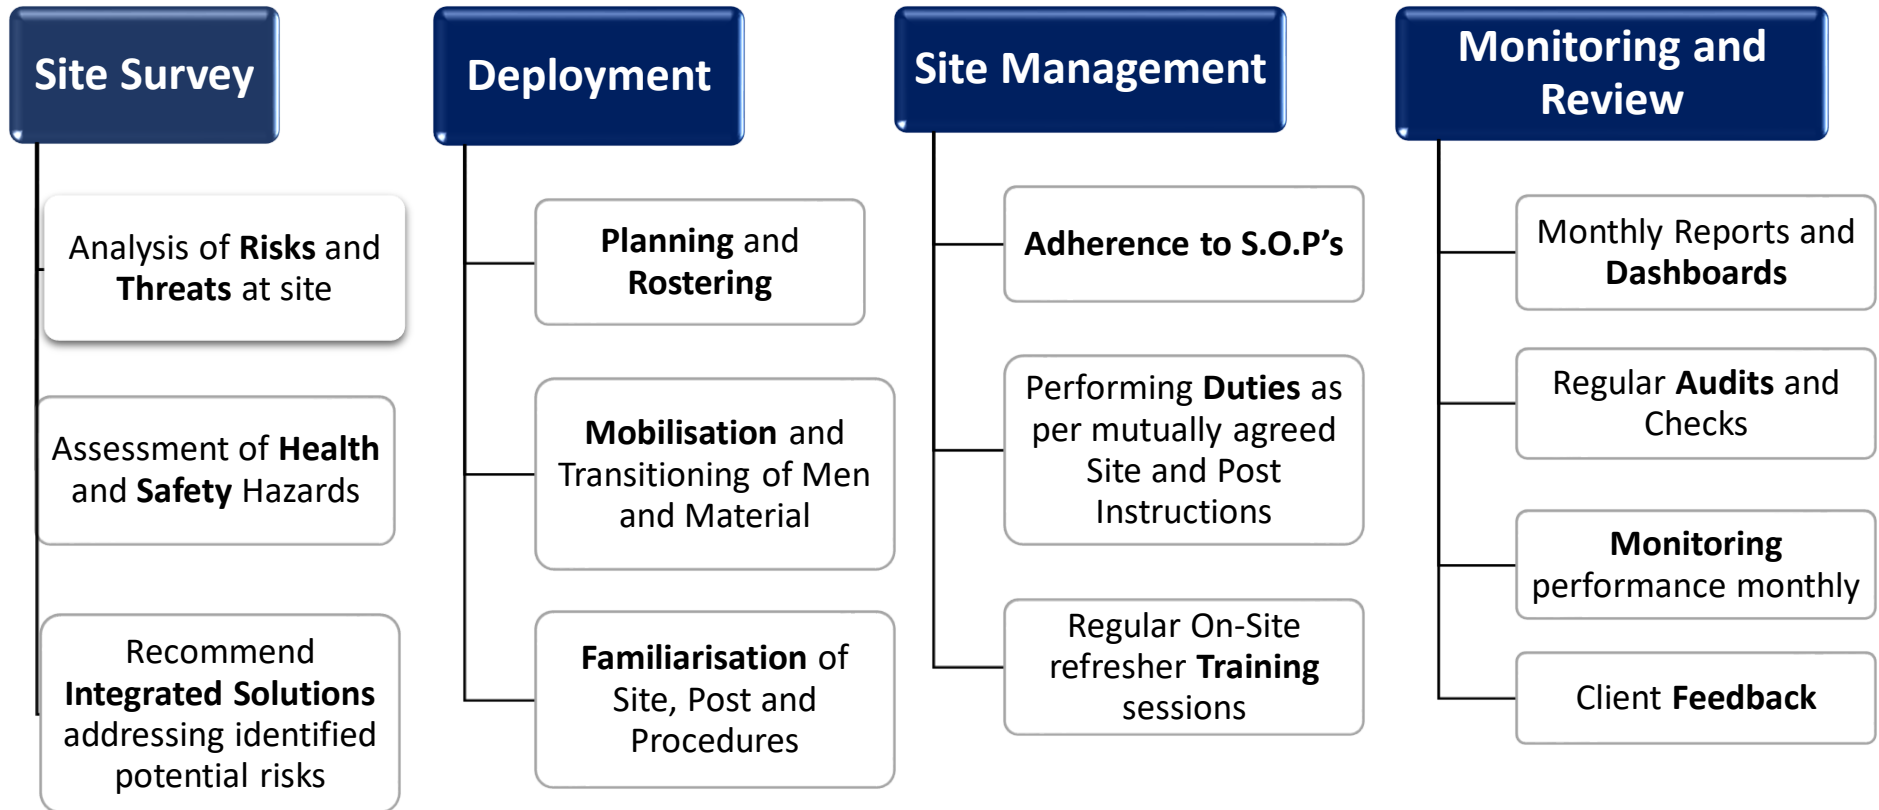 Site Survey
Analysis of Risks and
Threats at site
Assessment of Health
and Safety Hazards
Recommend
Integrated Solutions
addressing identified
potential risks
Deployment
Planning and
Rostering
Mobilisation and
Transitioning of Men
and Material
Familiarisation of
Site, Post and
Procedures
Site Management
Adherence to S.O.P’s
Performing Duties as
per mutually agreed
Site and Post
Instructions
Regular On-Site
refresher Training
sessions
Monitoring and
Review
Monthly Reports and
Dashboards
Regular Audits and
Checks
Monitoring
performance monthly
Client Feedback